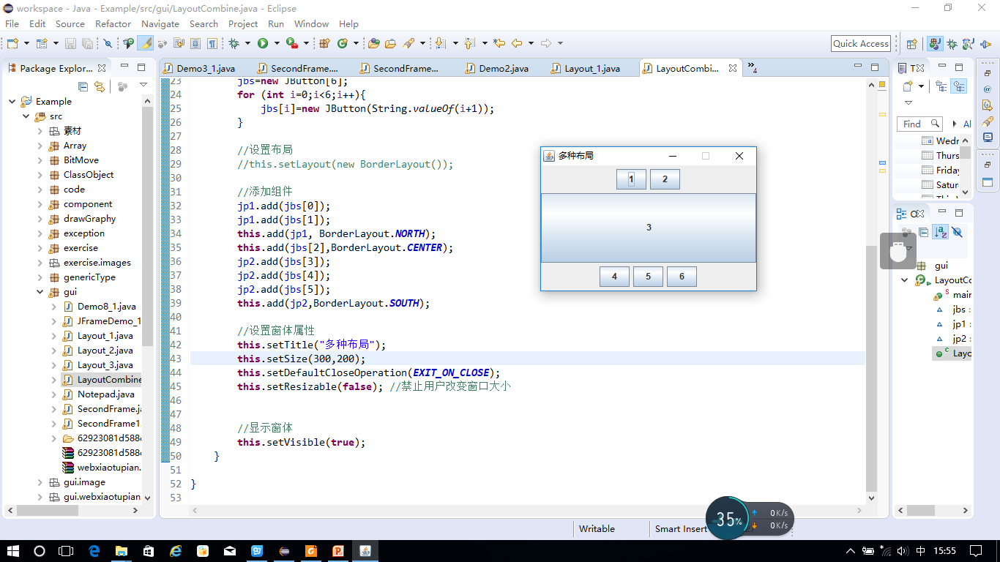 workspace - Java - Example/src/gui/LayoutCombine.java - Eclipse
File Edit Source Refactor Navigate Search Project Run Window Help
Quick Access
Package Explor...
Demo3_1.java
SecondFrame....
SecondFrame...
Demo2.java
Layout_1.java
LayoutCombi...
»4
Example
src
素材
Array
BitMove
ClassObject
code
component
drawGraphy
exception
exercise
exercise.images
genericType
gui
Demo8_1.java
JFrameDemo_1
Layout_1.java
Layout_2.java
Layout_3.java
LayoutCombine
Notepad.java
SecondFrame.ja
SecondFrame1
62923081d588
62923081d588
webxiaotupian.
gui.image
gui.webxiaotupian
23 jbs=new JButton[6];
24 for (int i=0;i<6;i++){
25 jbs[i]=new JButton(String.valueOf(i+1));
26 }
27
28 //设置布局
29 //this.setLayout(new BorderLayout());
30
31 //添加组件
32 jp1.add(jbs[0]);
33 jp1.add(jbs[1]);
34 this.add(jp1, BorderLayout.NORTH);
35 this.add(jbs[2],BorderLayout.CENTER);
36 jp2.add(jbs[3]);
37 jp2.add(jbs[4]);
38 jp2.add(jbs[5]);
39 this.add(jp2,BorderLayout.SOUTH);
40
41 //设置窗体属性
42 this.setTitle("多种布局");
43 this.setSize(300,200);
44 this.setDefaultCloseOperation(EXIT_ON_CLOSE);
45 this.setResizable(false); //禁止用户改变窗口大小
46
47
48 //显示窗体
49 this.setVisible(true);
50 }
51
52 }
53
多种布局
1 2
3
4 5 6
T
Find
Al
Wedn
Thurs
Friday
Satur
gui
LayoutCo
main
jbs :
jp1 :
jp2 :
Layo
Writable
Smart Insert
35%
0K/s
0K/s
中
15:55